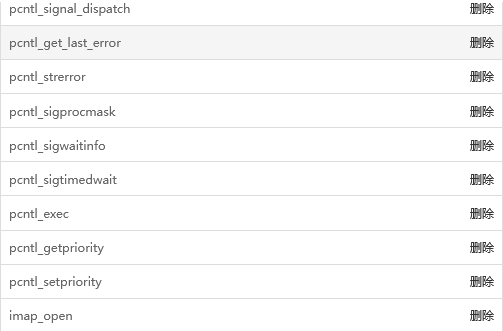 pcntl_signal_dispatch 删除
pcntl_get_last_error 删除
pcntl_strerror 删除
pcntl_sigprocmask 删除
pcntl_sigwaitinfo 删除
pcntl_sigtimedwait 删除
pcntl_exec 删除
pcntl_getpriority 删除
pcntl_setpriority 删除
imap_open 删除